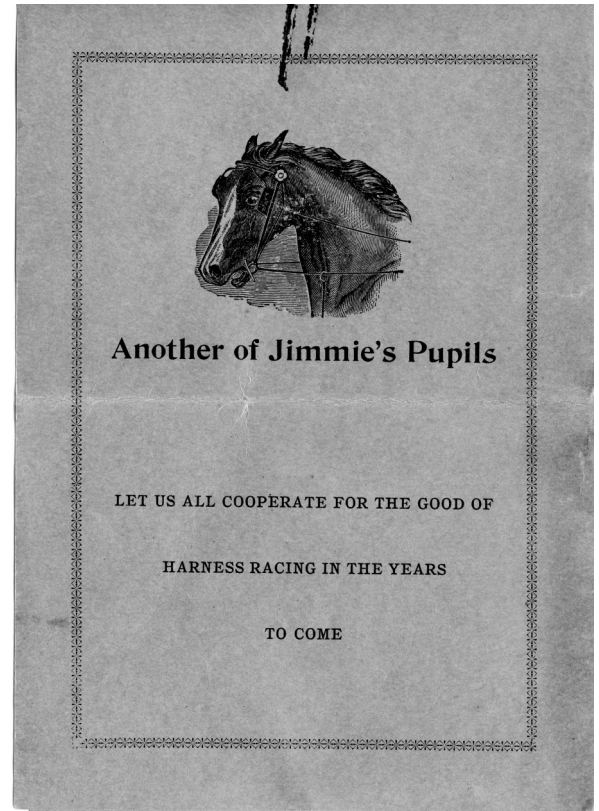 Another of Jimmie's Pupils
LET US ALL COOPERATE FOR THE GOOD OF
HARNESS RACING IN THE YEARS
TO COME